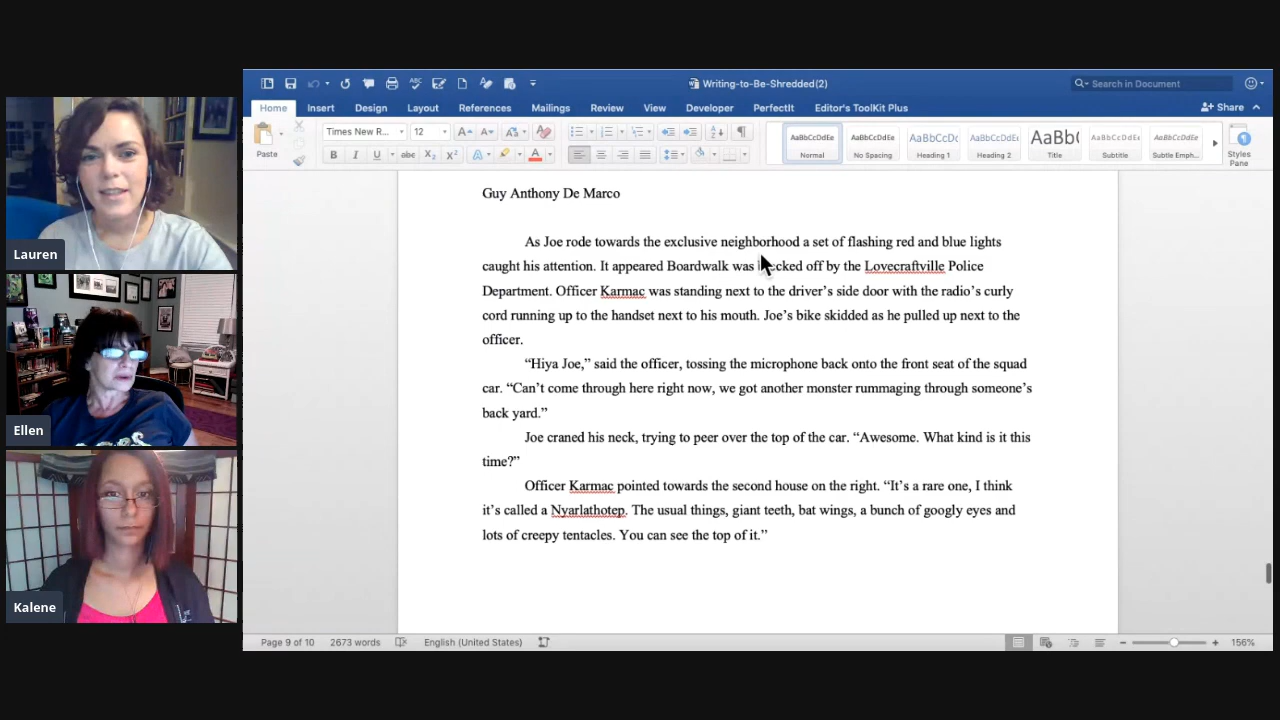 Writing-to-Be-Shredded(2)
Search in Document
Home Insert Design Layout References Mailings Review View Developer PerfectIt Editor's ToolKit Plus
Share
Paste
Times New R... 12
AaBbCcDdEe AaBbCcDdEe AaBbCcDc AaBbCcDdEe AaBb( AaBbCcDdEe AaBbCcDdEe
Normal No Spacing Heading 1 Heading 2 Title Subtitle Subtle Emph...
Styles
Pane
Guy Anthony De Marco
As Joe rode towards the exclusive neighborhood a set of flashing red and blue lights
caught his attention. It appeared Boardwalk was cked off by the Lovecraftville Police
Department. Officer Karmac was standing next to the driver's side door with the radio's curly
cord running up to the handset next to his mouth. Joe's bike skidded as he pulled up next to the
officer.
“Hiya Joe,” said the officer, tossing the microphone back onto the front seat of the squad
car. “Can't come through here right now, we got another monster rummaging through someone's
back yard.”
Joe craned his neck, trying to peer over the top of the car. “Awesome. What kind is it this
time?”
Officer Karmac pointed towards the second house on the right. “It's a rare one, I think
it's called a Nyarlathotep. The usual things, giant teeth, bat wings, a bunch of googly eyes and
lots of creepy tentacles. You can see the top of it.”
Page 9 of 10 2673 words English (United States) 156%
Lauren
Ellen
Kalene